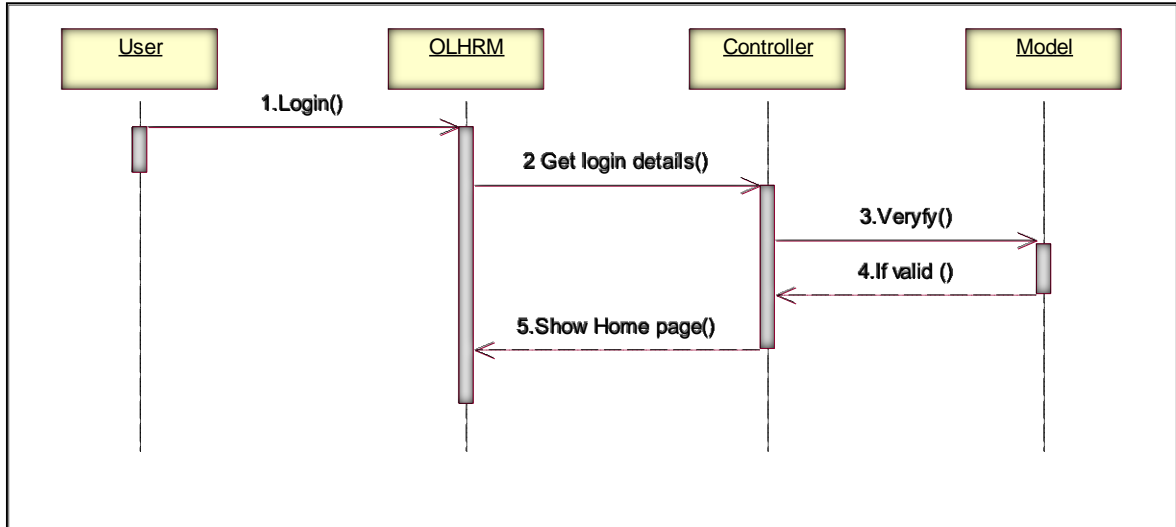 User
OLHRM
Controller
Model
1.Login()
2 Get login details()
3.Veryfy()
4.If valid ()
5.Show Home page()